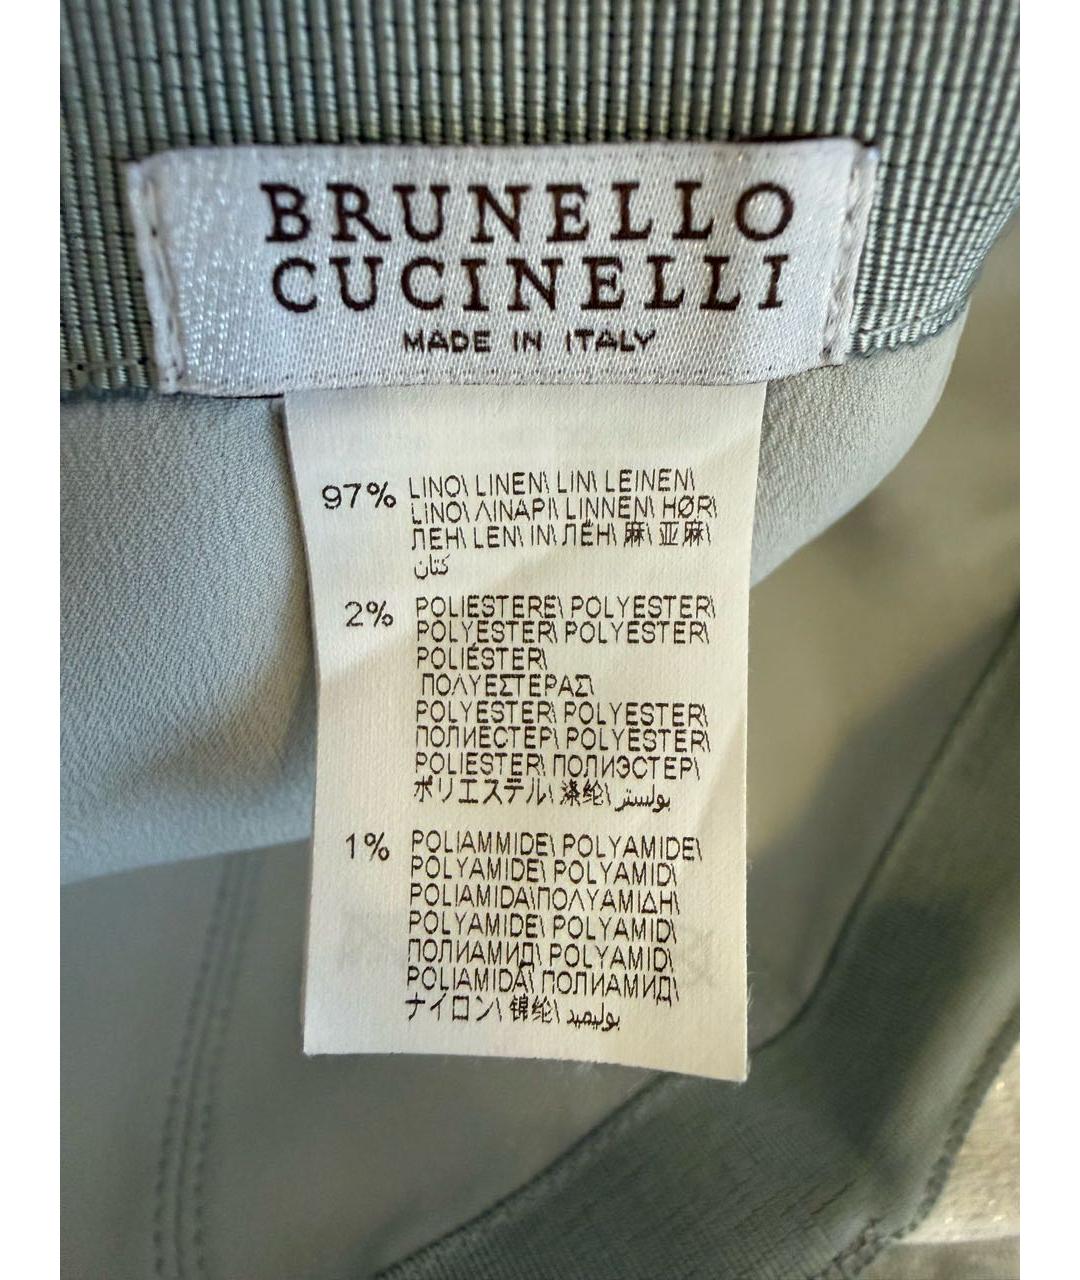 BRUNELLO
CUCINELLI
MADE IN ITALY
97% LINO\ LINEN\ LIN\ LEINEN\
LINO\ ΛΙΝΑΡΙ\ LINNEN\ HØR\
ЛЕН\ LEN\ IN\ ЛЁН\ 麻\ 亚麻\
كتان
2% POLIESTERE\ POLYESTER\
POLYESTER\ POLYESTER\
POLIÉSTER\
ΠΟΛΥΕΣΤΕΡΑΣ\
POLYESTER\ POLYESTER\
ПОЛИЕСТЕР\ POLYESTER\
POLIESTER\ ПОЛИЭСТЕР\
ポリエステル\ 涤纶\ بولستر
1% POLIAMMIDE\ POLYAMIDE\
POLYAMIDE\ POLYAMID\
POLIAMIDA\ΠΟΛΥΑΜΙΔΗ\
POLYAMIDE\ POLYAMID\
ПОЛИАМИД\ POLYAMID\
POLIAMIDÁ\ ПОЛИАМИД\
ナイロン\ 锦纶\ بوليميد